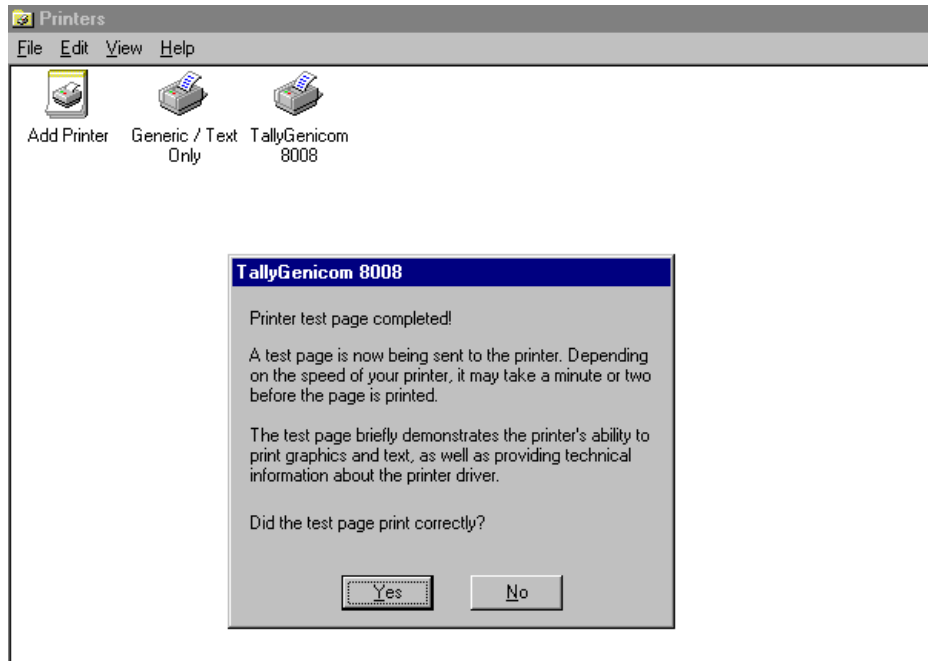 Printers
File Edit View Help
Add Printer
Generic / Text
Only
TallyGenicom
8008
TallyGenicom 8008
Printer test page completed!
A test page is now being sent to the printer. Depending
on the speed of your printer, it may take a minute or two
before the page is printed.
The test page briefly demonstrates the printer's ability to
print graphics and text, as well as providing technical
information about the printer driver.
Did the test page print correctly?
Yes No